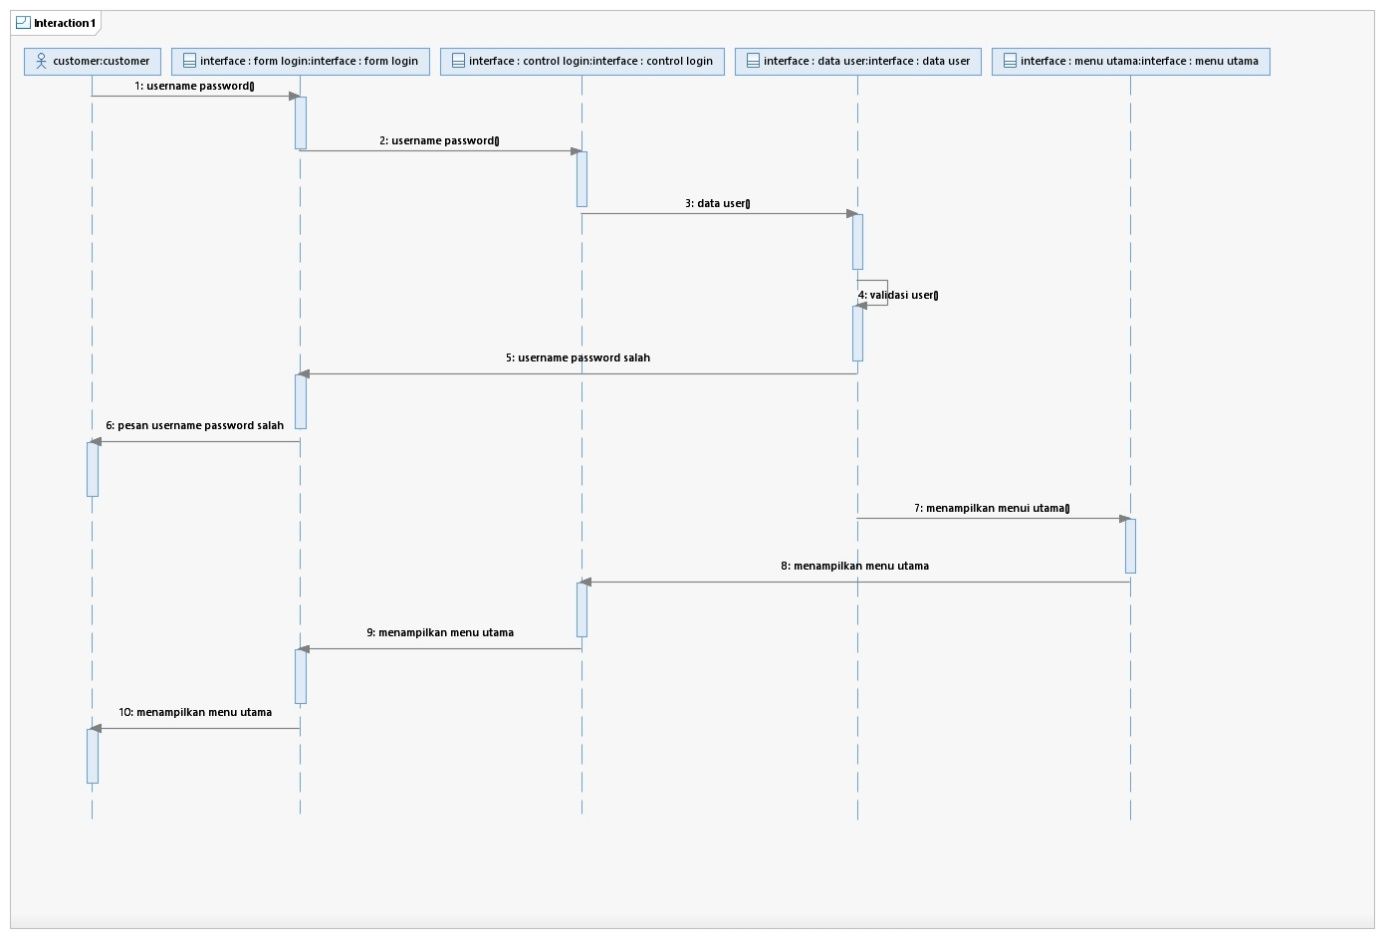 Interaction1
customer:customer
interface : form login:interface : form login
interface : control login:interface : control login
interface : data user:interface : data user
interface : menu utama:interface : menu utama
1: username password()
2: username password()
3: data user()
4: validasi user()
5: username password salah
6: pesan username password salah
7: menampilkan menui utama()
8: menampilkan menu utama
9: menampilkan menu utama
10: menampilkan menu utama